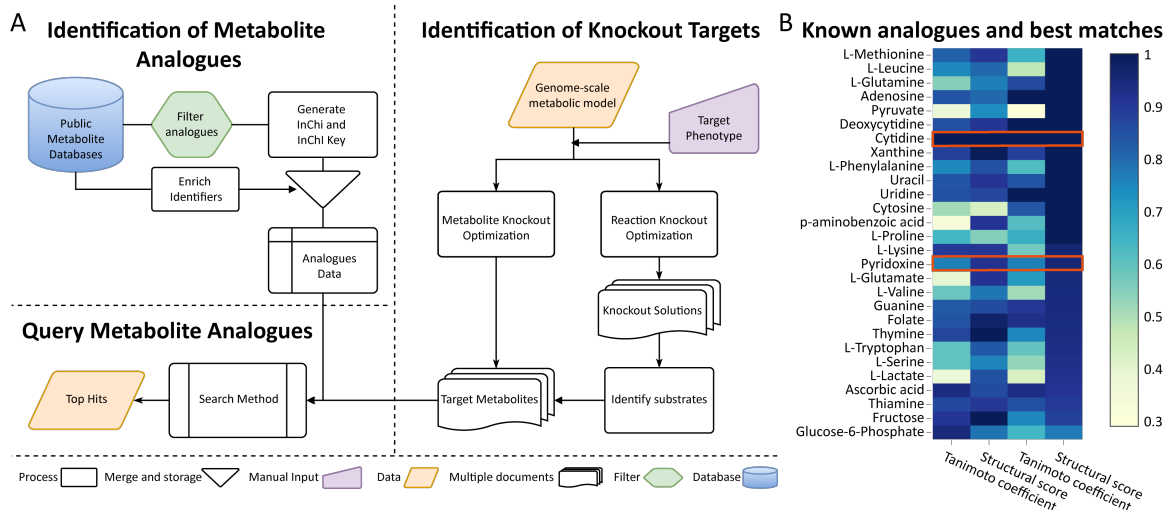 A
Identification of Metabolite
Analogues
Public
Metabolite
Databases
Filter
analogues
Generate
InChi and
InChI Key
Enrich
Identifiers
Analogues
Data
Query Metabolite Analogues
Top Hits
Search Method
Identification of Knockout Targets
Genome-scale
metabolic model
Target
Phenotype
Metabolite Knockout
Optimization
Reaction Knockout
Optimization
Knockout Solutions
Target Metabolites
Identify substrates
Process
Merge and storage
Manual Input
Data
Multiple documents
Filter
Database
B
Known analogues and best matches
L-Methionine
L-Leucine
L-Glutamine
Adenosine
Pyruvate
Deoxycytidine
Cytidine
Xanthine
L-Phenylalanine
Uracil
Uridine
Cytosine
p-aminobenzoic acid
L-Proline
L-Lysine
Pyridoxine
L-Glutamate
L-Valine
Guanine
Folate
Thymine
L-Tryptophan
L-Serine
L-Lactate
Ascorbic acid
Thiamine
Fructose
Glucose-6-Phosphate
Tanimoto coefficient
Structural score
Tanimoto coefficient
Structural score
1
0.9
0.8
0.7
0.6
0.5
0.4
0.3